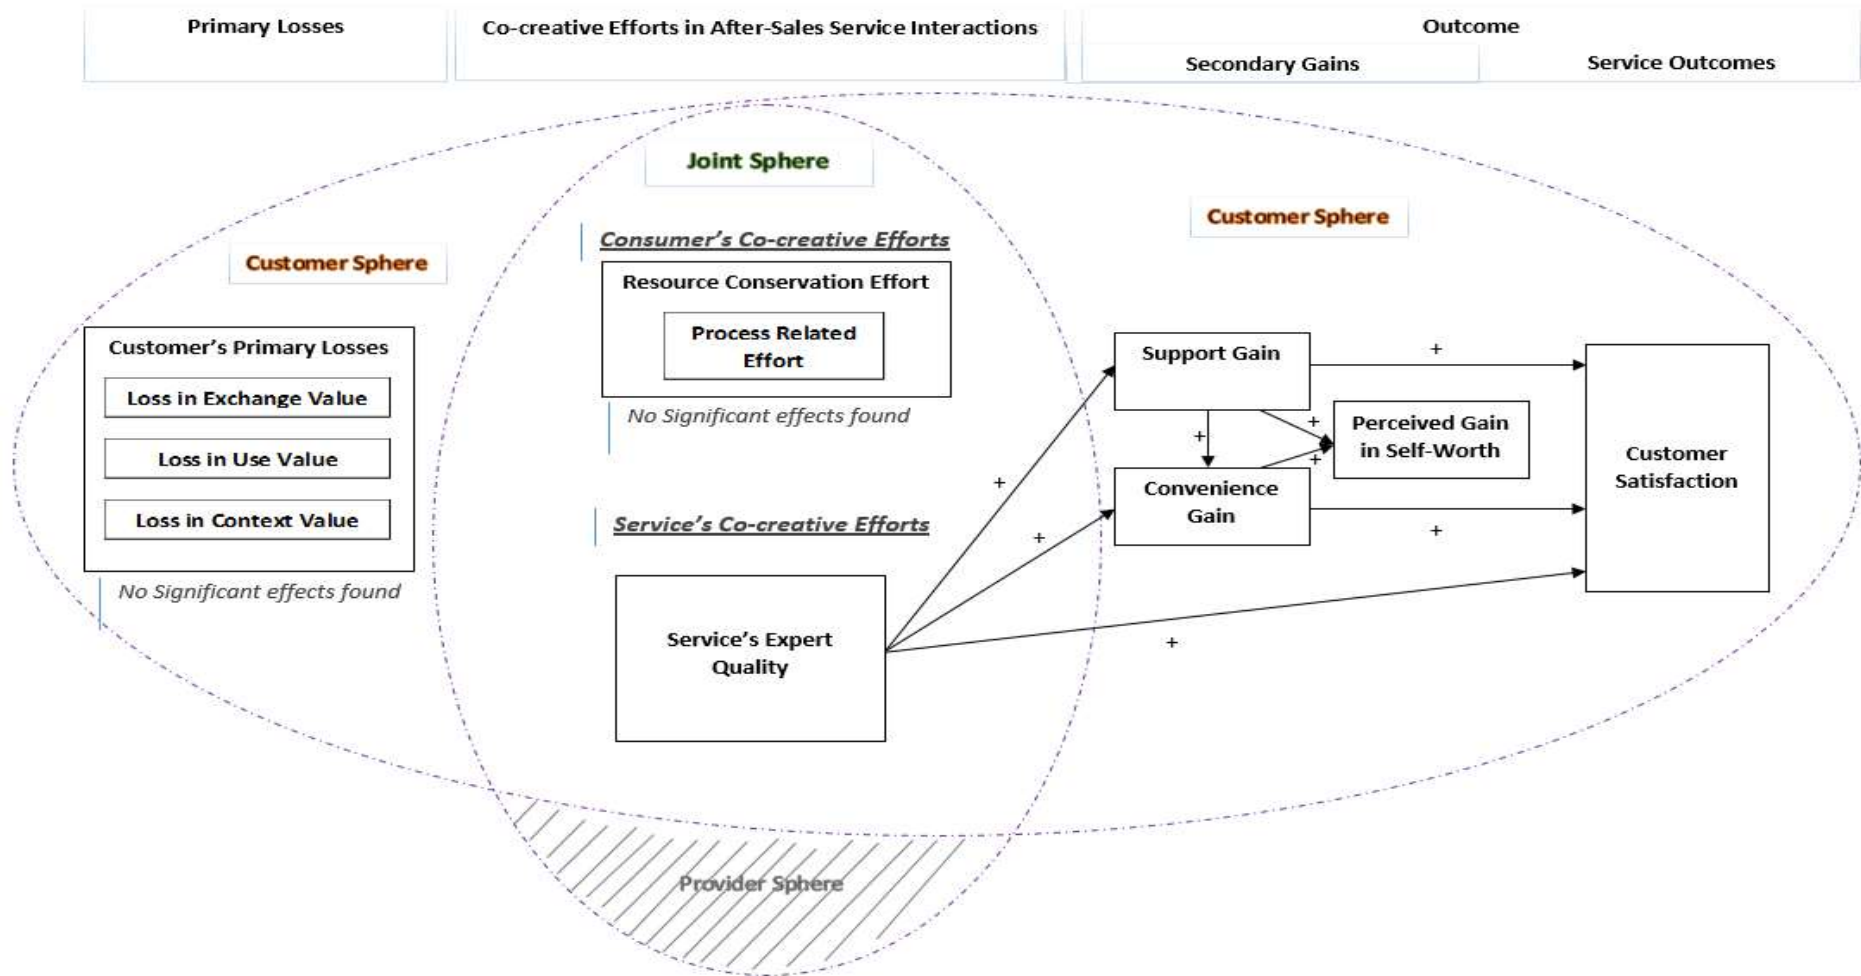 Primary Losses
Co-creative Efforts in After-Sales Service Interactions
Outcome
Secondary Gains
Service Outcomes
Joint Sphere
Customer Sphere
Customer Sphere
Customer's Primary Losses
Loss in Exchange Value
Loss in Use Value
Loss in Context Value
No Significant effects found
Consumer's Co-creative Efforts
Resource Conservation Effort
Process Related
Effort
No Significant effects found
Service's Co-creative Efforts
Service's Expert
Quality
+
+
+
Support Gain
+
+
+
Convenience
Gain
Perceived Gain
in Self-Worth
+
+
Customer
Satisfaction
Provider Sphere